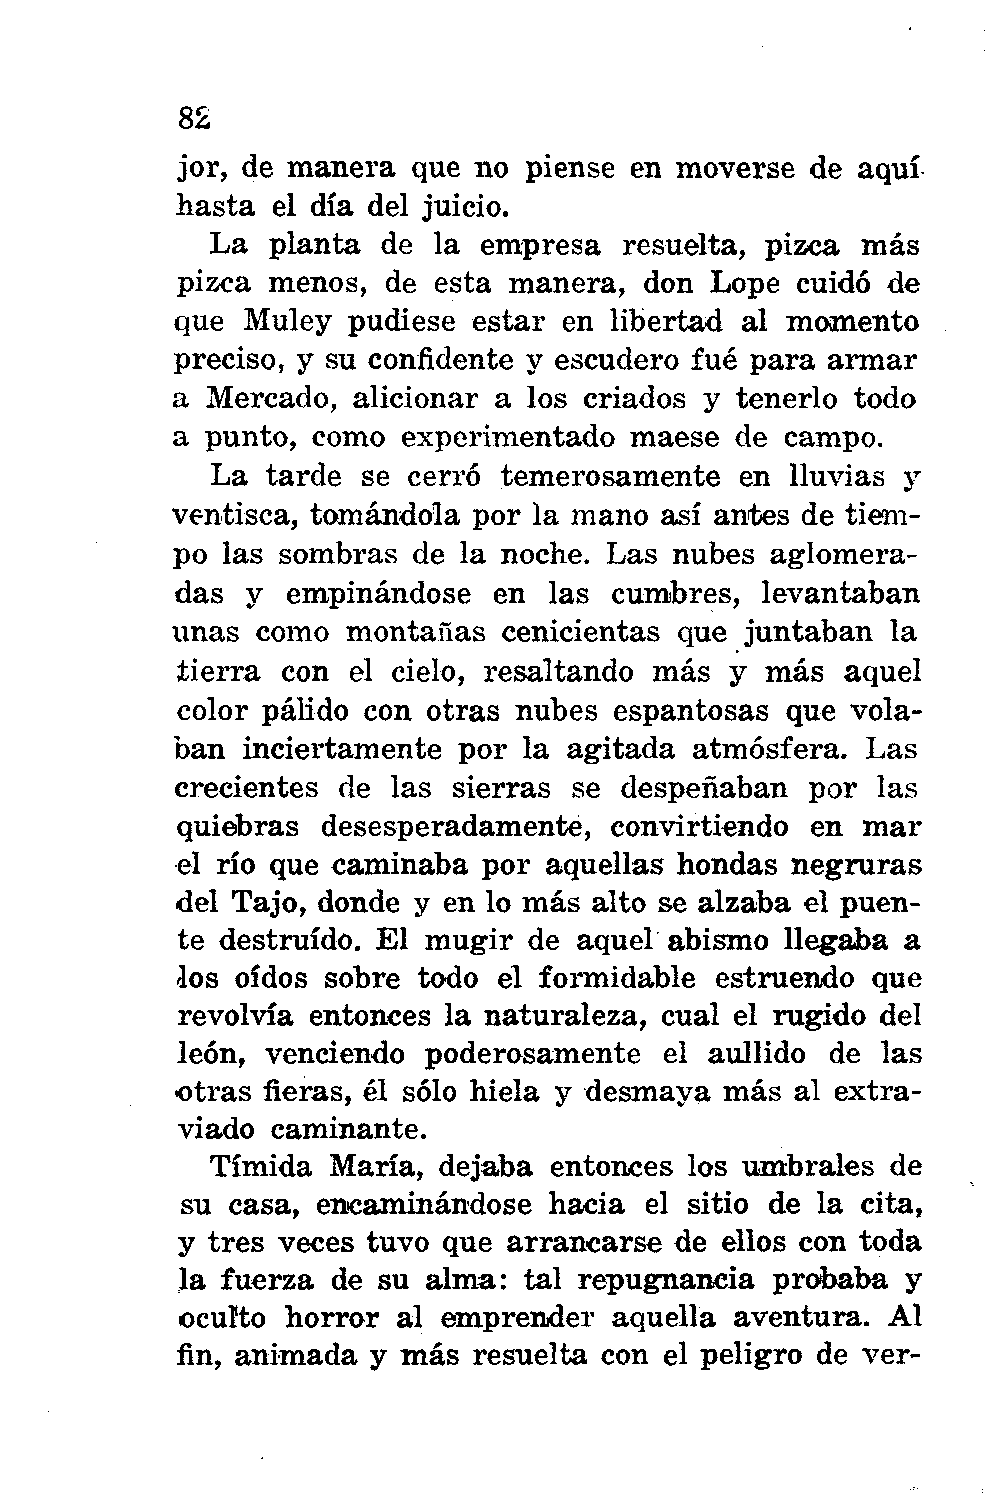 82
jor, de manera que no piense en moverse de aquí
hasta el día del juicio.
La planta de la empresa resuelta, pizca más
pizca menos, de esta manera, don Lope cuidó de
que Muley pudiese estar en libertad al momento
preciso, y su confidente y escudero fué para armar
a Mercado, alicionar a los criados y tenerlo todo
a punto, como experimentado maese de campo.
La tarde se cerró temerosamente en lluvias y
ventisca, tomándola por la mano así antes de tiem-
po las sombras de la noche. Las nubes aglomera-
das y empinándose en las cumbres, levantaban
unas como montañas cenicientas que juntaban la
tierra con el cielo, resaltando más y más aquel
color pálido con otras nubes espantosas que vola-
ban inciertamente por la agitada atmósfera. Las
crecientes de las sierras se despeñaban por las
quiebras desesperadamente, convirtiendo en mar
el río que caminaba por aquellas hondas negruras
del Tajo, donde y en lo más alto se alzaba el puen-
te destruído. El mugir de aquel abismo llegaba a
los oídos sobre todo el formidable estruendo que
revolvía entonces la naturaleza, cual el rugido del
león, venciendo poderosamente el aullido de las
otras fieras, él sólo hiela y desmaya más al extra-
viado caminante.
Tímida María, dejaba entonces los umbrales de
su casa, encaminándose hacia el sitio de la cita,
y tres veces tuvo que arrancarse de ellos con toda
la fuerza de su alma: tal repugnancia probaba y
oculto horror al emprender aquella aventura. Al
fin, animada y más resuelta con el peligro de ver-